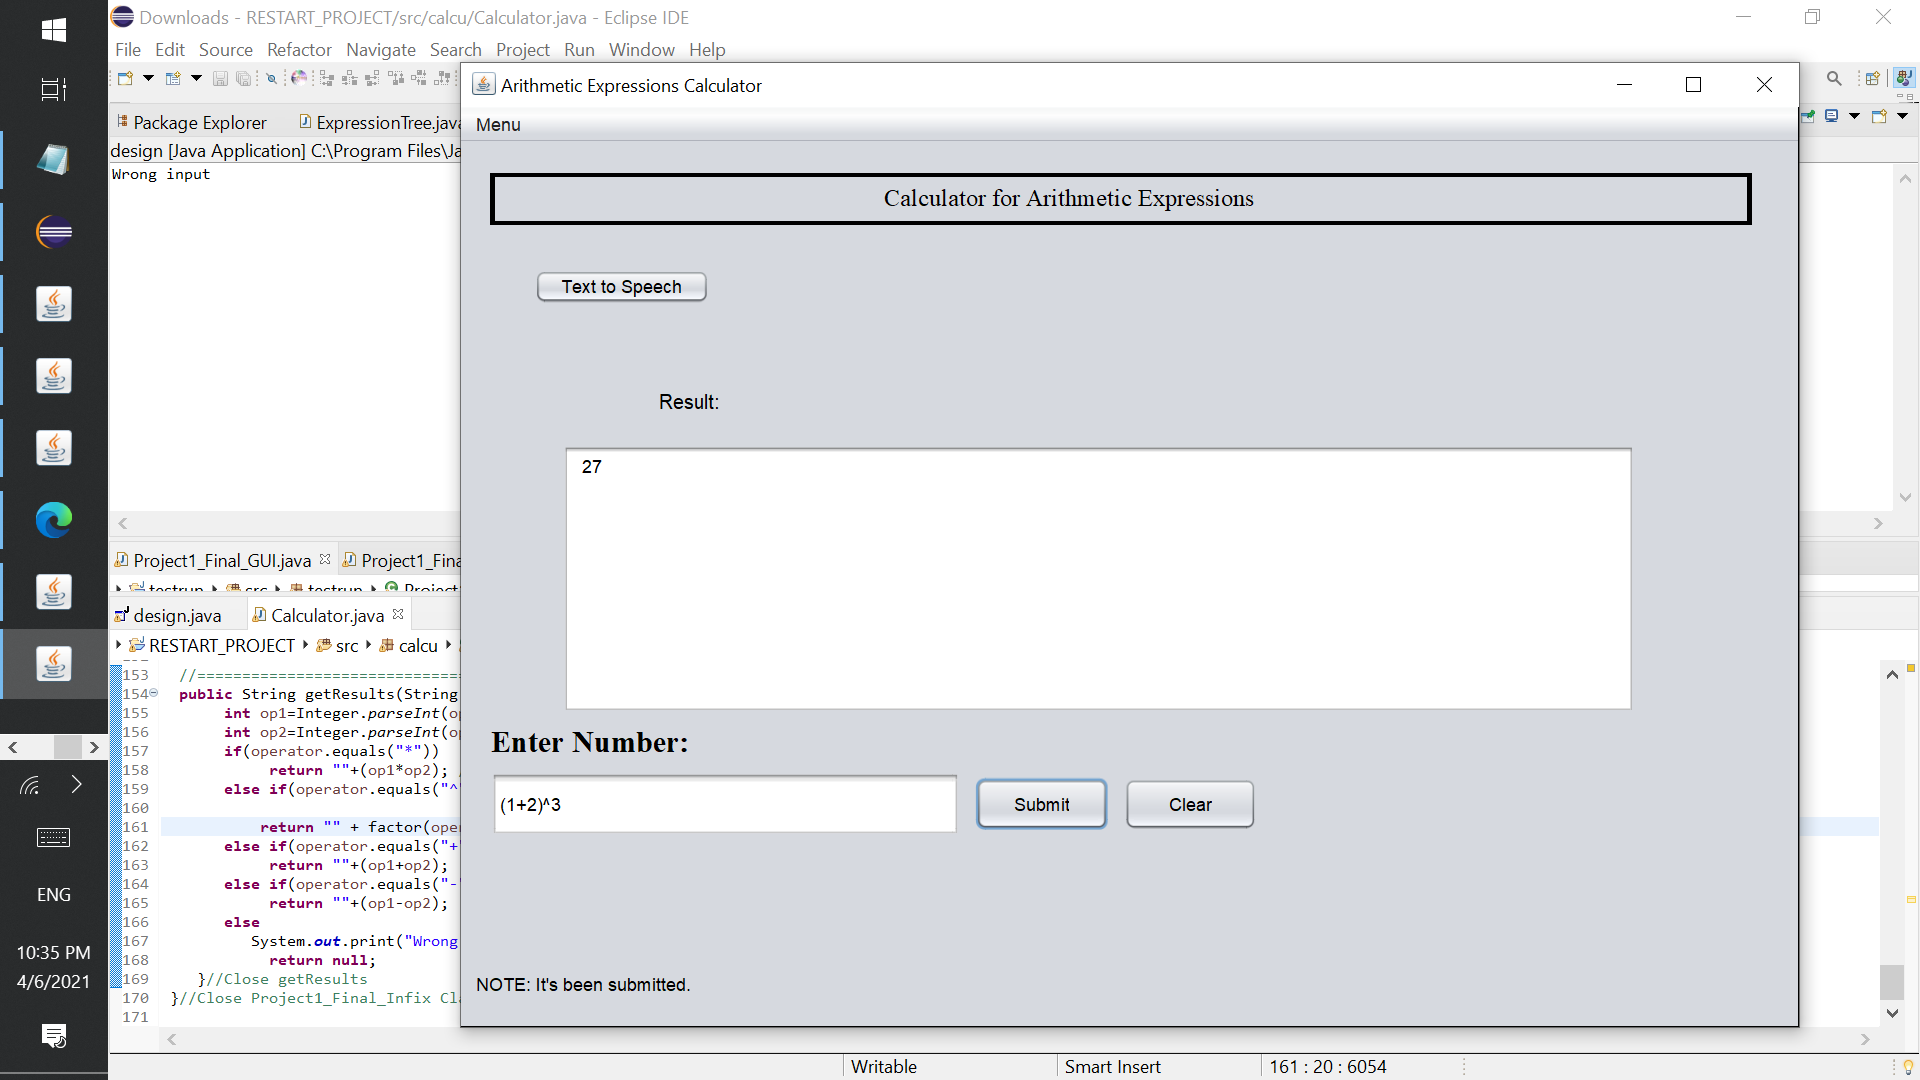 Downloads - RESTART_PROJECT/src/calcu/Calculator.java - Eclipse IDE
File Edit Source Refactor Navigate Search Project Run Window Help
Package Explorer ExpressionTree.java
design [Java Application] C:\Program Files\Ja
Wrong input
Arithmetic Expressions Calculator
Menu
Calculator for Arithmetic Expressions
Text to Speech
Result:
27
Enter Number:
(1+2)^3
Submit
Clear
NOTE: It's been submitted.
Project1_Final_GUI.java Project1_Fina
testrun src testrun Project
design.java Calculator.java
RESTART_PROJECT src calcu
153 //=============================
154 public String getResults(String
155 int op1=Integer.parseInt(op
156 int op2=Integer.parseInt(op
157 if(operator.equals("*"))
158 return ""+(op1*op2); /
159 else if(operator.equals("^"
160
161 return "" + factor(ope
162 else if(operator.equals("+"
163 return ""+(op1+op2);
164 else if(operator.equals("-"
165 return ""+(op1-op2);
166 else
167 System.out.print("Wrong
168 return null;
169 }//Close getResults
170 }//Close Project1_Final_Infix Cl
171
Writable Smart Insert 161 : 20 : 6054
ENG
10:35 PM
4/6/2021